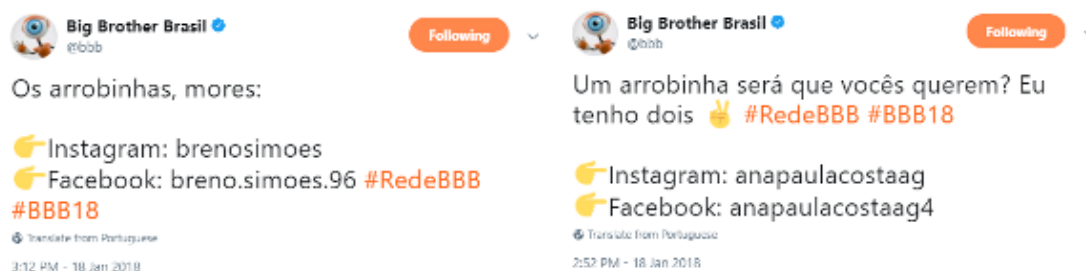 Big Brother Brasil
@bbb
Following
Os arrobinhas, mores:
👉Instagram: brenosimoes
👉Facebook: breno.simoes.96 #RedeBBB
#BBB18
Translate from Portuguese
3:12 PM - 18 Jan 2018
Big Brother Brasil
@bbb
Following
Um arrobinha será que vocês querem? Eu
tenho dois ✌ #RedeBBB #BBB18
👉Instagram: anapaulacostaag
👉Facebook: anapaulacostaag4
Translate from Portuguese
2:52 PM - 18 Jan 2018